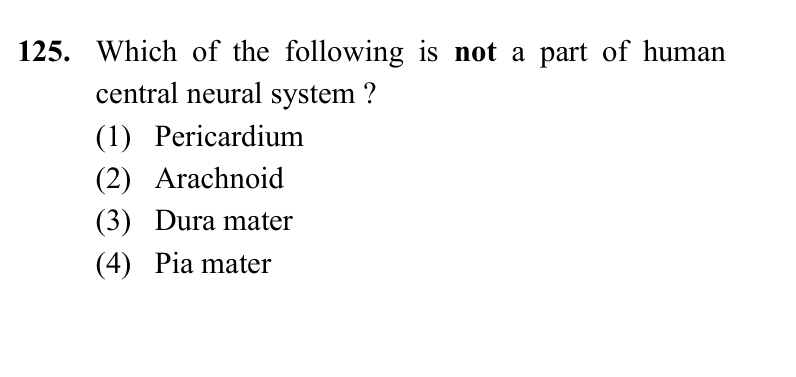 125. Which of the following is not a part of human
central neural system ?
(1) Pericardium
(2) Arachnoid
(3) Dura mater
(4) Pia mater